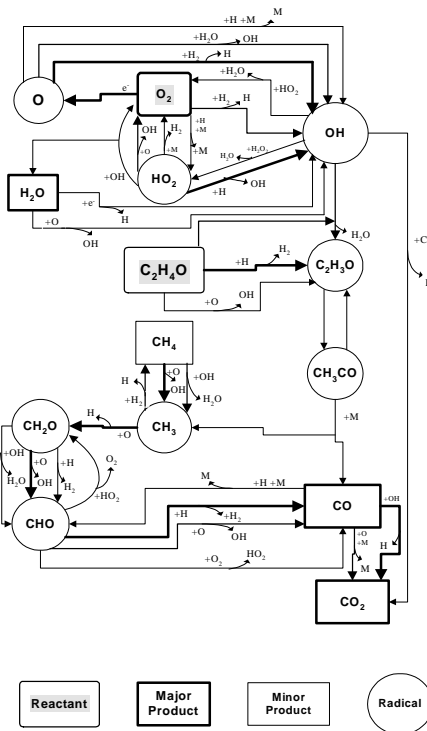 +H +M
M
+H₂O
OH
+H₂
H
e⁻
+H₂O
+HO₂
O
O₂
+H₂
H
OH
+H
+M
OH
H₂
+O
+M
+M
H₂O
+H₂O₂
+OH
HO₂
+H
OH
H₂O
+e⁻
H
+O
OH
H₂O
C₂H₄O
+H
H₂
C₂H₃O
+O
OH
CH₄
H
+H₂
+O
OH
+OH
H₂O
CH₃CO
+M
CH₂O
H
+O
CH₃
+OH
H₂O
+O
OH
+H
H₂
O₂
+HO₂
M
+H +M
CO
+OH
CHO
+H
+H₂
+O
OH
+O
+M
M
H
+O₂
HO₂
CO₂
Reactant
Major
Product
Minor
Product
Radical